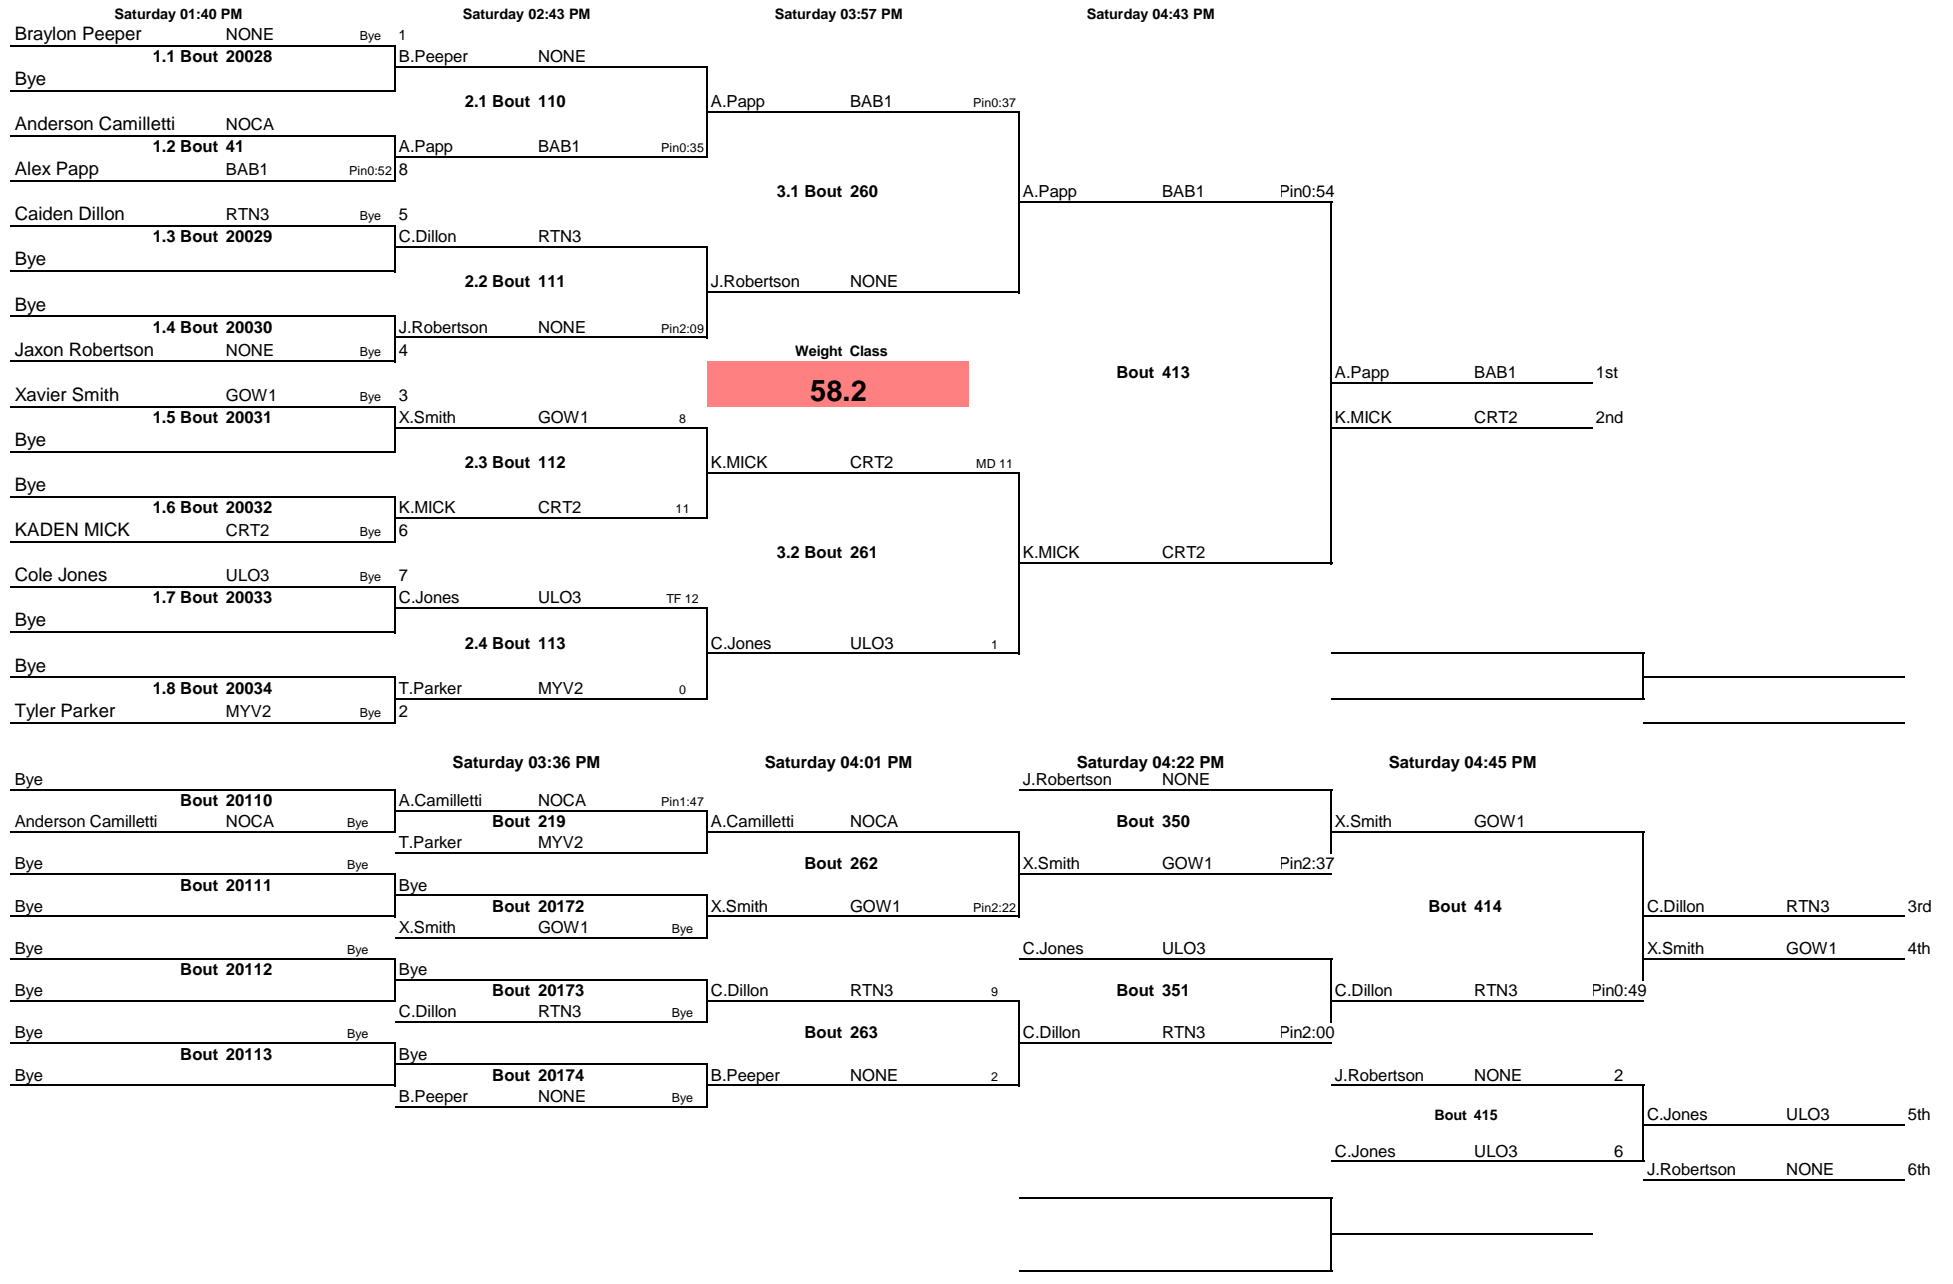 Saturday 01:40 PM Saturday 02:43 PM Saturday 03:57 PM Saturday 04:43 PM
Braylon Peeper NONE Bye 1
1.1 Bout 20028 B.Peeper NONE
Bye
2.1 Bout 110 A.Papp BAB1 Pin0:37
Anderson Camilletti NOCA
1.2 Bout 41 A.Papp BAB1 Pin0:35
Alex Papp BAB1 Pin0:52 8
3.1 Bout 260 A.Papp BAB1 Pin0:54
Caiden Dillon RTN3 Bye 5
1.3 Bout 20029 C.Dillon RTN3
Bye
2.2 Bout 111 J.Robertson NONE
Bye
1.4 Bout 20030 J.Robertson NONE Pin2:09
Jaxon Robertson NONE Bye 4 Weight Class
Bout 413 A.Papp BAB1 1st
58.2
Xavier Smith GOW1 Bye 3
1.5 Bout 20031 X.Smith GOW1 8 K.MICK CRT2 2nd
Bye
2.3 Bout 112 K.MICK CRT2 MD 11
Bye
1.6 Bout 20032 K.MICK CRT2 11
KADEN MICK CRT2 Bye 6
3.2 Bout 261 K.MICK CRT2
Cole Jones ULO3 Bye 7
1.7 Bout 20033 C.Jones ULO3 TF 12
Bye
2.4 Bout 113 C.Jones ULO3 1
Bye
1.8 Bout 20034 T.Parker MYV2 0
Tyler Parker MYV2 Bye 2
Saturday 03:36 PM Saturday 04:01 PM Saturday 04:22 PM Saturday 04:45 PM
Bye J.Robertson NONE
Bout 20110 A.Camilletti NOCA Pin1:47
Anderson Camilletti NOCA Bye Bout 219 A.Camilletti NOCA Bout 350 X.Smith GOW1
T.Parker MYV2
Bye Bye Bout 262 X.Smith GOW1 Pin2:37
Bout 20111 Bye
Bye Bout 20172 X.Smith GOW1 Pin2:22 Bout 414 C.Dillon RTN3 3rd
X.Smith GOW1 Bye
Bye Bye C.Jones ULO3 X.Smith GOW1 4th
Bout 20112 Bye
Bye Bout 20173 C.Dillon RTN3 9 Bout 351 C.Dillon RTN3 Pin0:49
C.Dillon RTN3 Bye
Bye Bye Bout 263 C.Dillon RTN3 Pin2:00
Bout 20113 Bye
Bye Bout 20174 B.Peeper NONE 2 J.Robertson NONE 2
B.Peeper NONE Bye
Bout 415 C.Jones ULO3 5th
C.Jones ULO3 6
J.Robertson NONE 6th